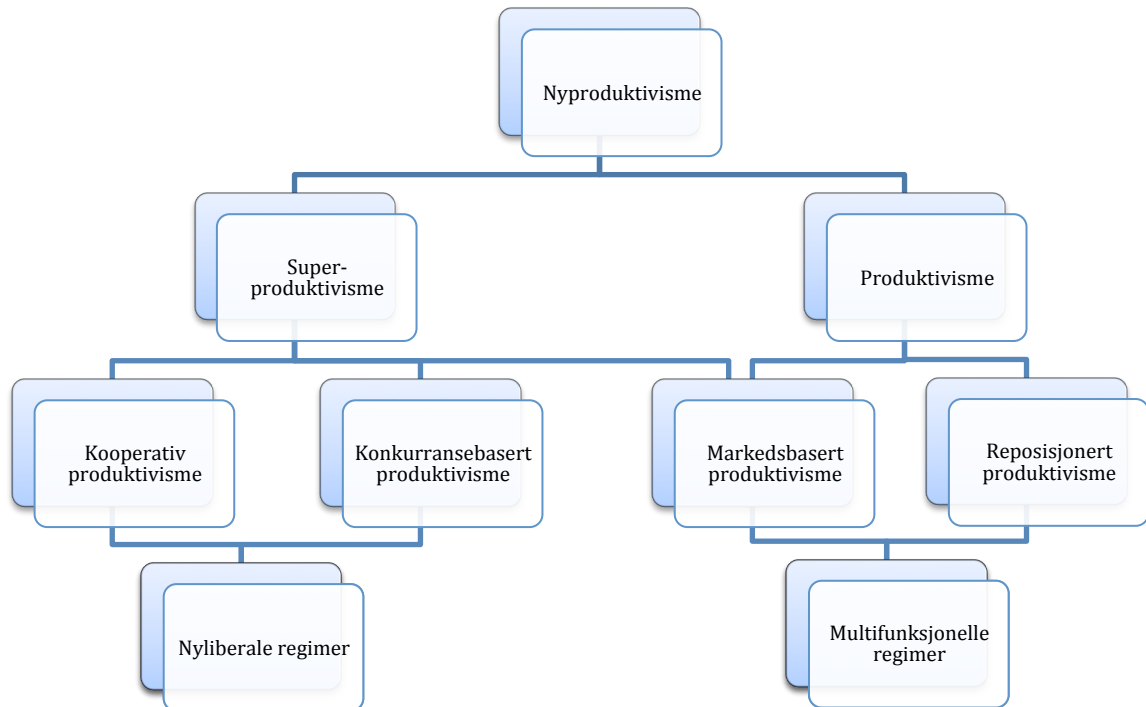 Nyproduktivisme
Super-
produktivisme
Produktivisme
Kooperativ
produktivisme
Konkurransebasert
produktivisme
Markedsbasert
produktivisme
Reposisjonert
produktivisme
Nyliberale regimer
Multifunksjonelle
regimer